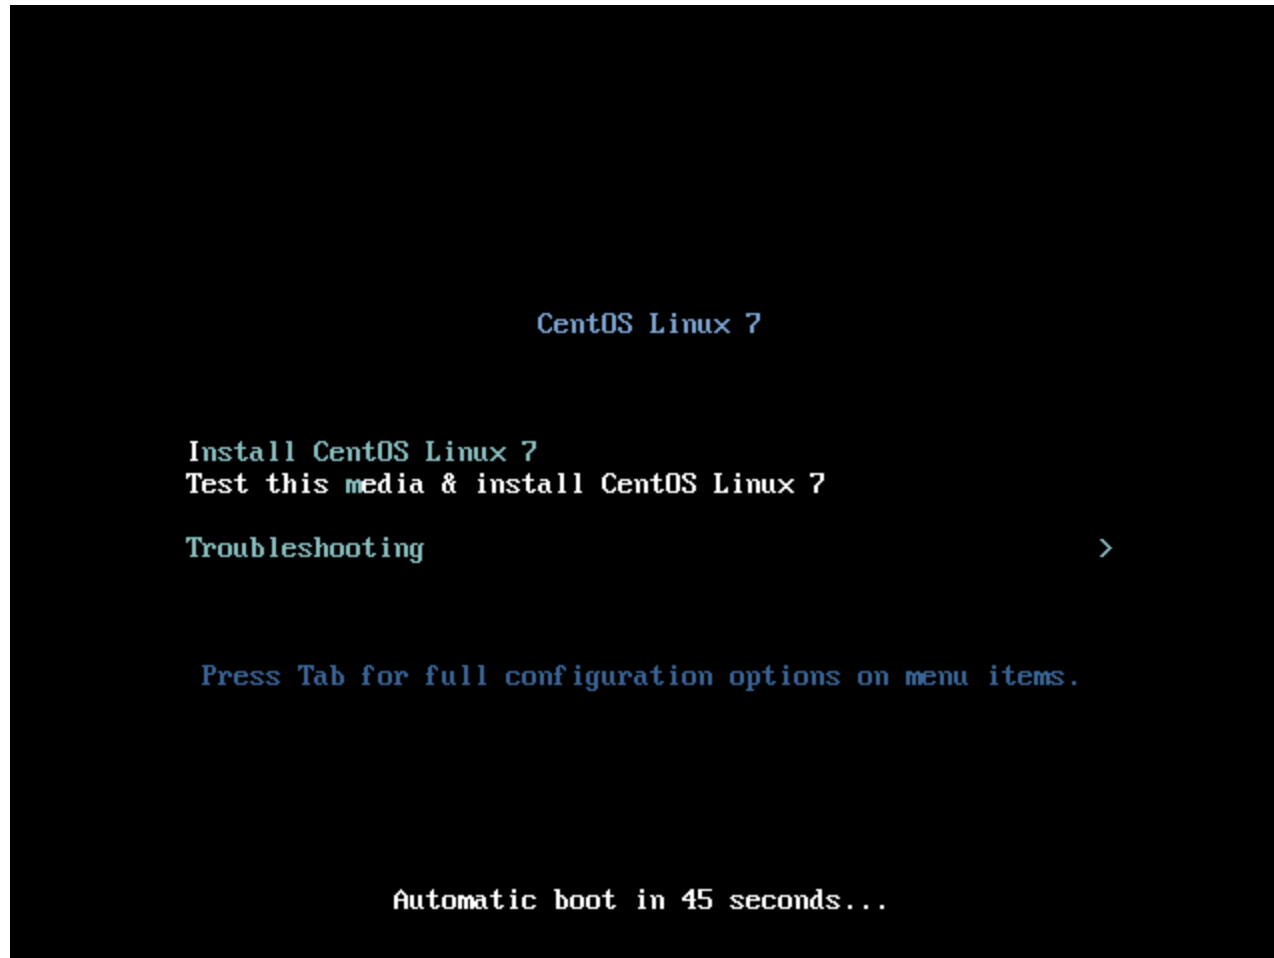 CentOS Linux 7
Install CentOS Linux 7
Test this media & install CentOS Linux 7
Troubleshooting >
Press Tab for full configuration options on menu items.
Automatic boot in 45 seconds...